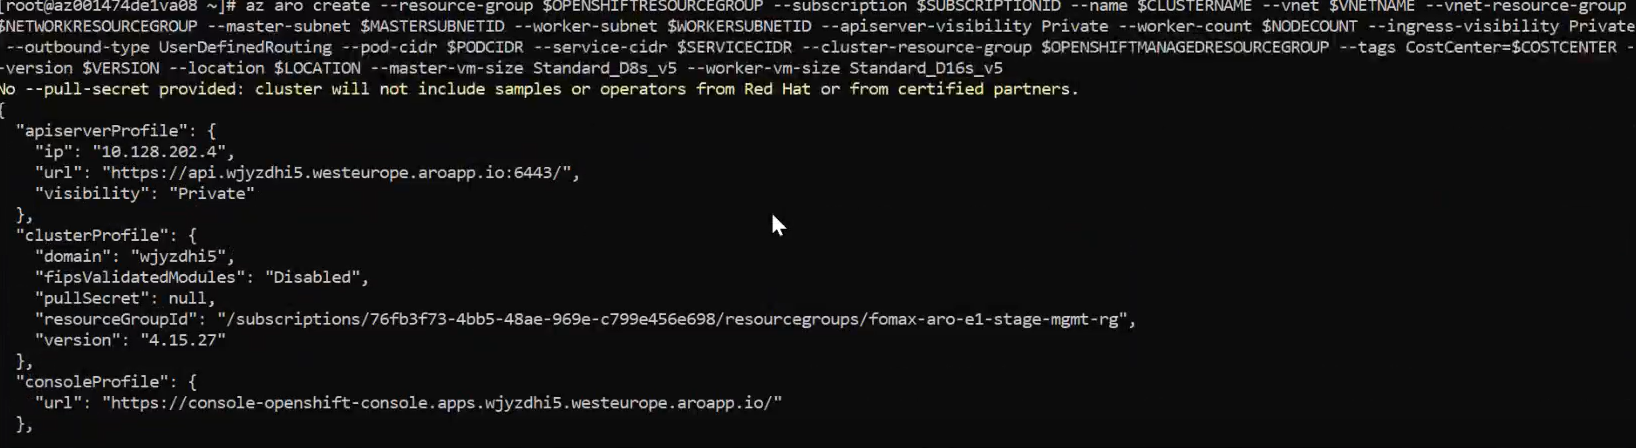 [root@az001474de1va08 ~]# az aro create --resource-group $OPENSHIFTRESOURCEGROUP --subscription $SUBSCRIPTIONID --name $CLUSTERNAME --vnet $VNETNAME --vnet-resource-group
$NETWORKRESOURCEGROUP --master-subnet $MASTERSUBNETID --worker-subnet $WORKERSUBNETID --apiserver-visibility Private --worker-count $NODECOUNT --ingress-visibility Private
--outbound-type UserDefinedRouting --pod-cidr $PODCIDR --service-cidr $SERVICECIDR --cluster-resource-group $OPENSHIFTMANAGEDRESOURCEGROUP --tags CostCenter=$COSTCENTER -
-version $VERSION --location $LOCATION --master-vm-size Standard_D8s_v5 --worker-vm-size Standard_D16s_v5
No --pull-secret provided: cluster will not include samples or operators from Red Hat or from certified partners.
{
  "apiserverProfile": {
    "ip": "10.128.202.4",
    "url": "https://api.wjyzdhi5.westeurope.aroapp.io:6443/",
    "visibility": "Private"
  },
  "clusterProfile": {
    "domain": "wjyzdhi5",
    "fipsValidatedModules": "Disabled",
    "pullSecret": null,
    "resourceGroupId": "/subscriptions/76fb3f73-4bb5-48ae-969e-c799e456e698/resourcegroups/fomax-aro-e1-stage-mgmt-rg",
    "version": "4.15.27"
  },
  "consoleProfile": {
    "url": "https://console-openshift-console.apps.wjyzdhi5.westeurope.aroapp.io/"
  },